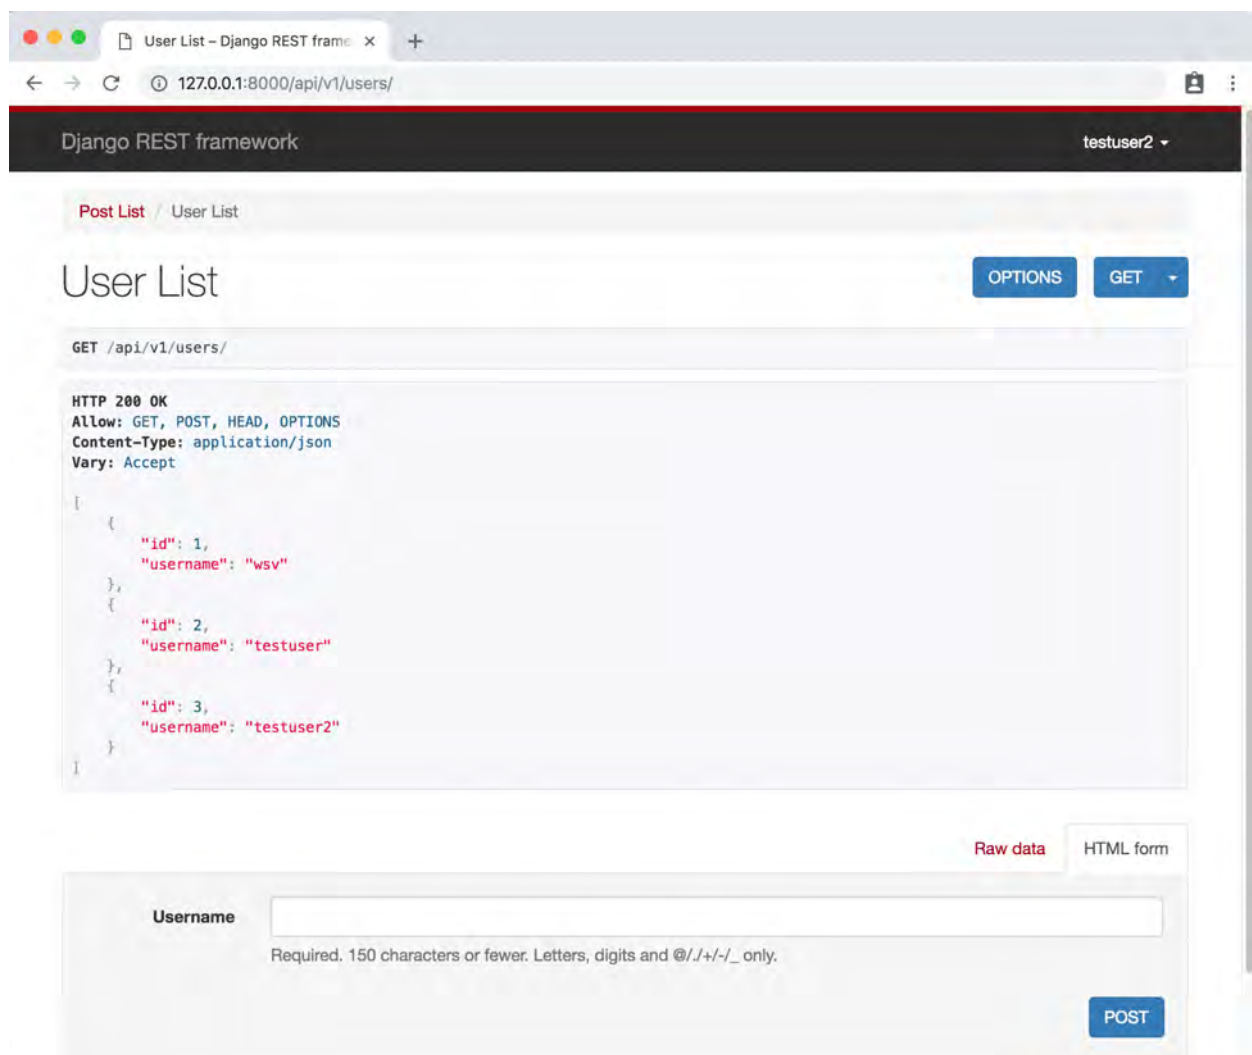 User List – Django REST frame
127.0.0.1:8000/api/v1/users/
Django REST framework
testuser2
Post List / User List
User List
OPTIONS
GET
GET /api/v1/users/
HTTP 200 OK
Allow: GET, POST, HEAD, OPTIONS
Content-Type: application/json
Vary: Accept
[
    {
        "id": 1,
        "username": "wsv"
    },
    {
        "id": 2,
        "username": "testuser"
    },
    {
        "id": 3,
        "username": "testuser2"
    }
]
Raw data
HTML form
Username
Required. 150 characters or fewer. Letters, digits and @/./+/-/_ only.
POST